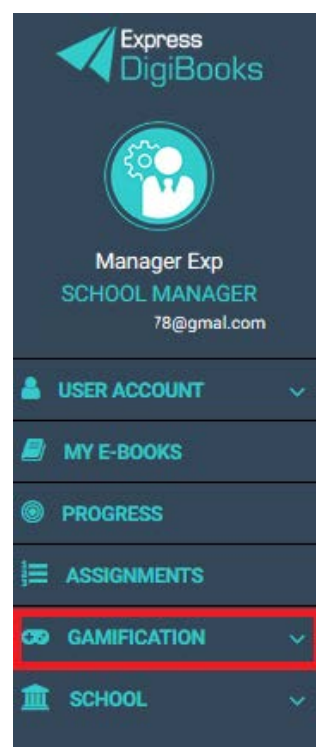 Express
DigiBooks
Manager Exp
SCHOOL MANAGER
78@gmal.com
USER ACCOUNT
MY E-BOOKS
PROGRESS
ASSIGNMENTS
GAMIFICATION
SCHOOL